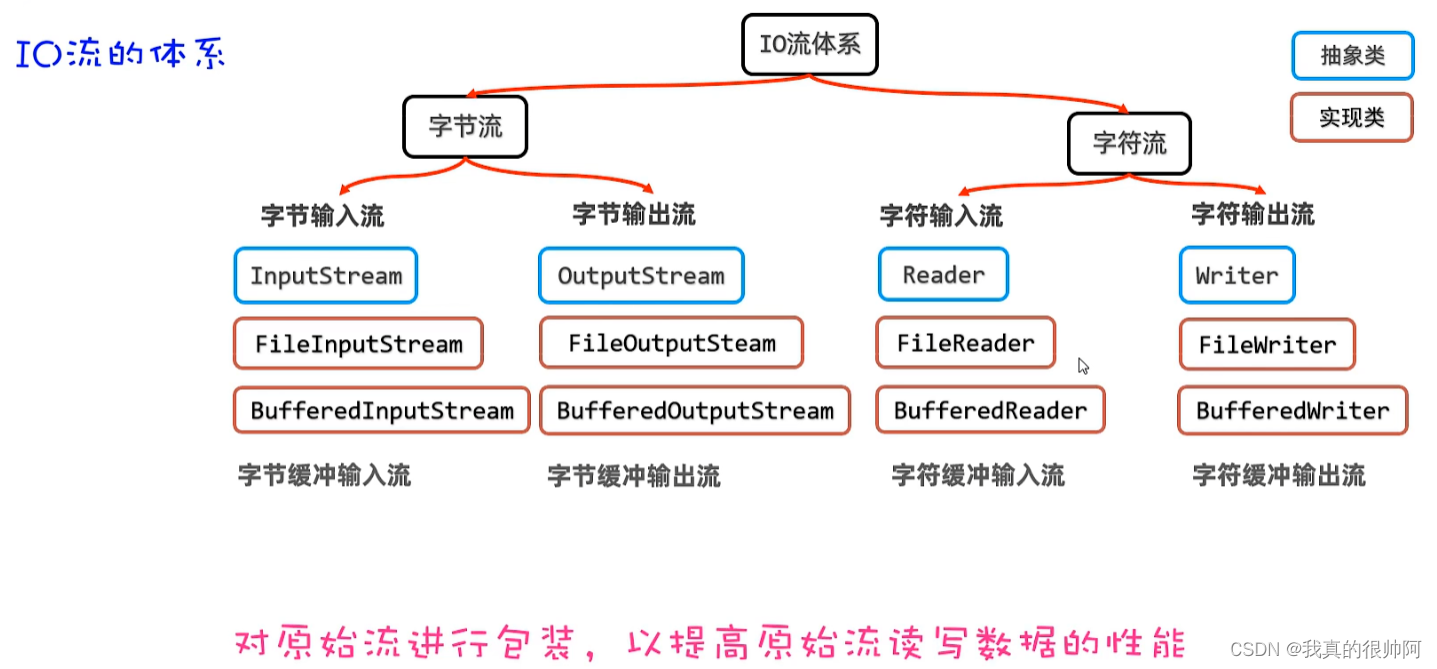 IO流的体系
IO流体系
抽象类
实现类
字节流
字符流
字节输入流
字节输出流
字符输入流
字符输出流
InputStream
OutputStream
Reader
Writer
FileInputStream
FileOutputSteam
FileReader
FileWriter
BufferedInputStream
BufferedOutputStream
BufferedReader
BufferedWriter
字节缓冲输入流
字节缓冲输出流
字符缓冲输入流
字符缓冲输出流
对原始流进行包装，以提高原始流读写数据的性能
CSDN @我真的很帅阿